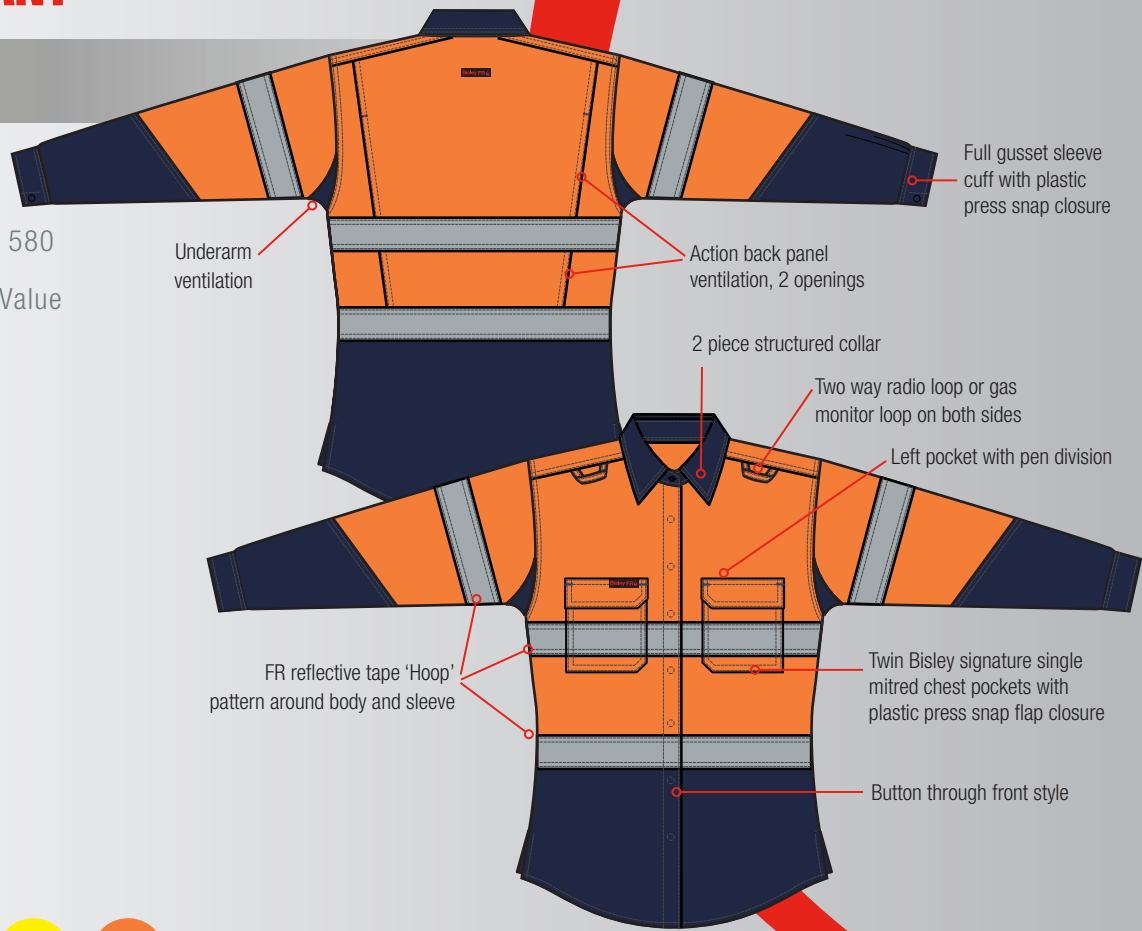 580
Value
Full gusset sleeve
cuff with plastic
press snap closure
Underarm
ventilation
Action back panel
ventilation, 2 openings
2 piece structured collar
Two way radio loop or gas
monitor loop on both sides
Left pocket with pen division
FR reflective tape ‘Hoop’
pattern around body and sleeve
Twin Bisley signature single
mitred chest pockets with
plastic press snap flap closure
Button through front style